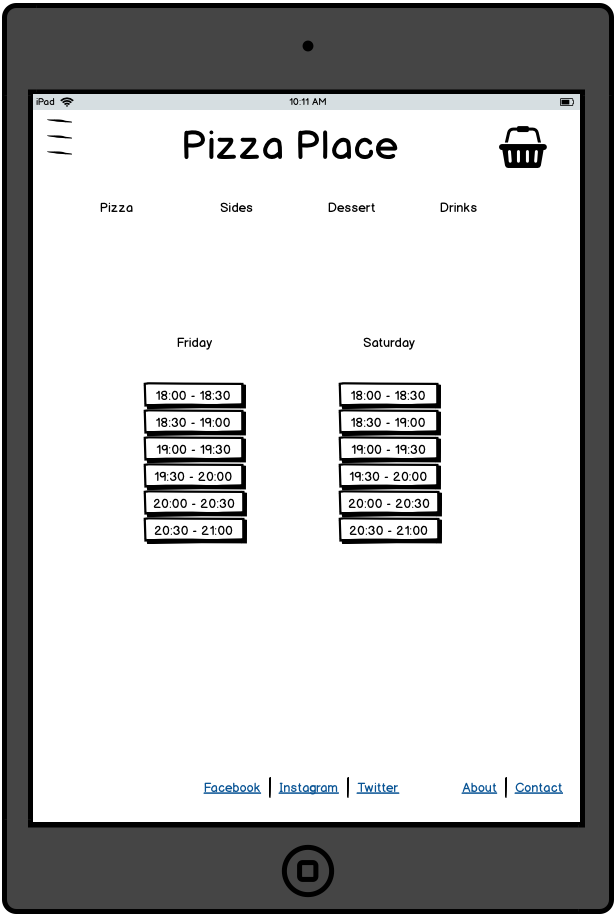 iPad 10:11 AM
Pizza Place
Pizza Sides Dessert Drinks
Friday Saturday
18:00 - 18:30 18:00 - 18:30
18:30 - 19:00 18:30 - 19:00
19:00 - 19:30 19:00 - 19:30
19:30 - 20:00 19:30 - 20:00
20:00 - 20:30 20:00 - 20:30
20:30 - 21:00 20:30 - 21:00
Facebook Instagram Twitter About Contact